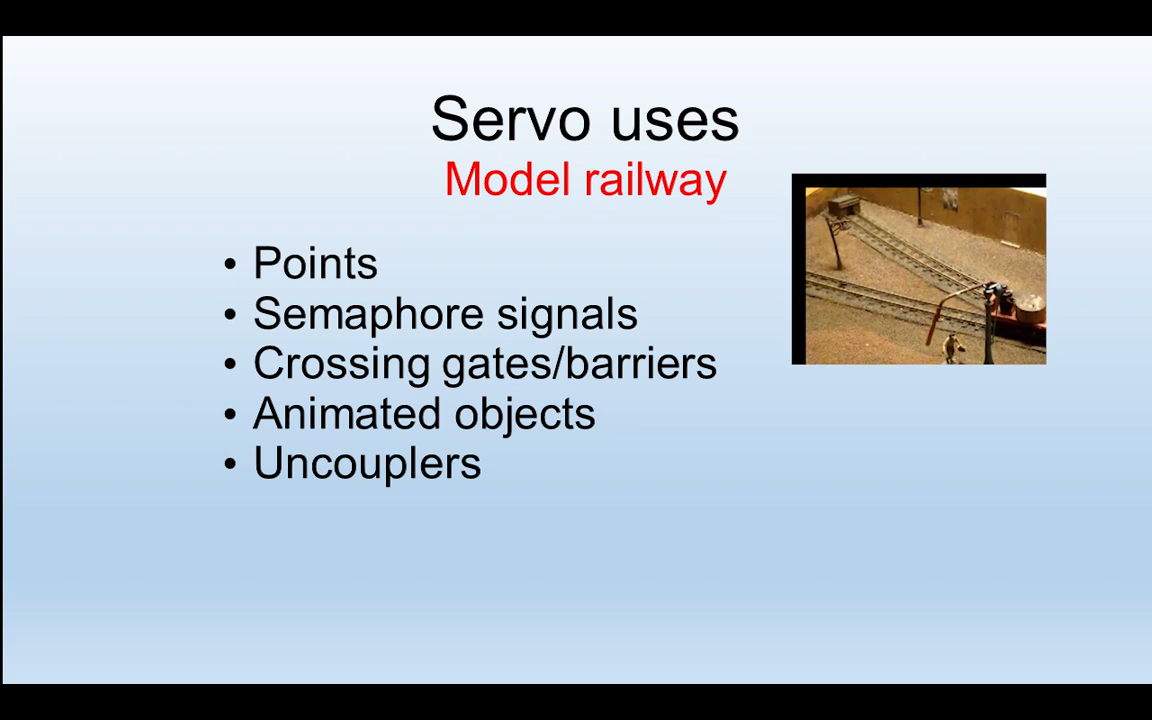 Servo uses
Model railway
• Points
• Semaphore signals
• Crossing gates/barriers
• Animated objects
• Uncouplers